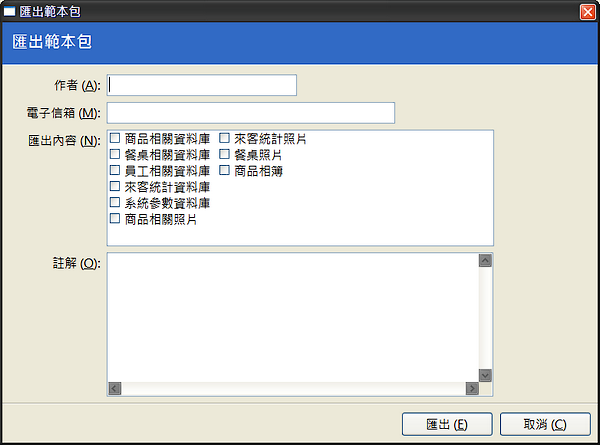 匯出範本包
匯出範本包
作者 (A):
電子信箱 (M):
匯出內容 (N):
商品相關資料庫
餐桌相關資料庫
員工相關資料庫
來客統計資料庫
系統參數資料庫
商品相關照片
來客統計照片
餐桌照片
商品相簿
註解 (O):
匯出 (E)
取消 (C)